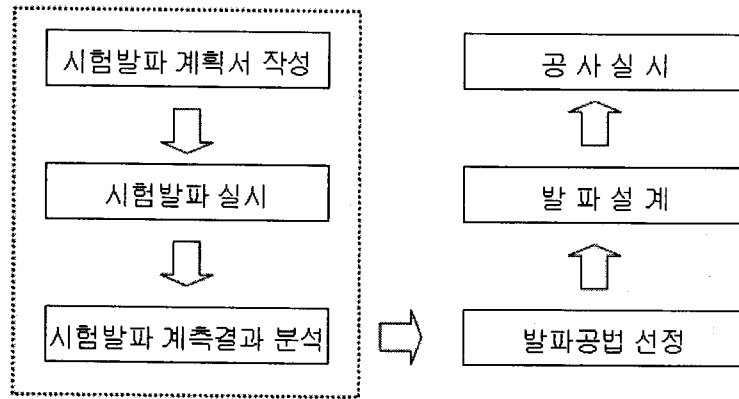 시험발파 계획서 작성
시험발파 실시
시험발파 계측결과 분석
발파공법 선정
발 파 설 계
공 사 실 시